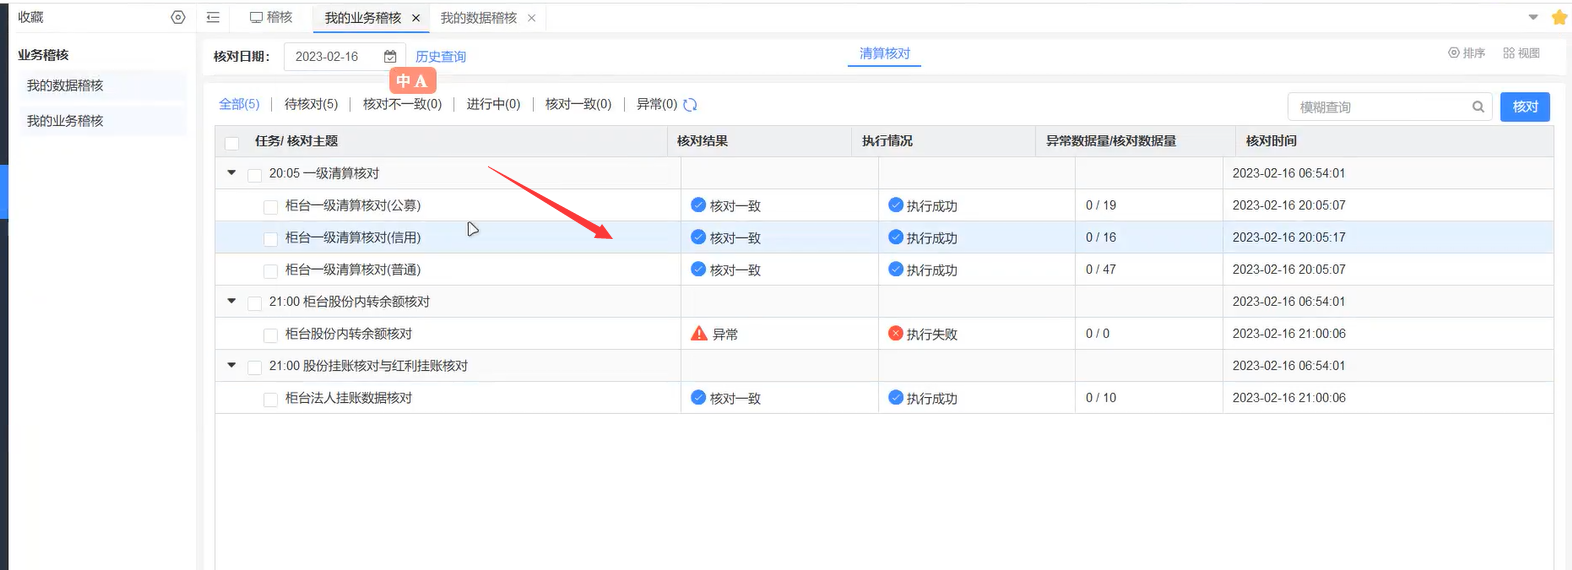 收藏
稽核
我的业务稽核
我的数据稽核
业务稽核
我的数据稽核
我的业务稽核
核对日期：
2023-02-16
历史查询
清算核对
排序
视图
中 A
全部(5)
待核对(5)
核对不一致(0)
进行中(0)
核对一致(0)
异常(0)
模糊查询
核对
任务/ 核对主题
核对结果
执行情况
异常数据量/核对数据量
核对时间
20:05 一级清算核对
2023-02-16 06:54:01
柜台一级清算核对(公募)
核对一致
执行成功
0 / 19
2023-02-16 20:05:07
柜台一级清算核对(信用)
核对一致
执行成功
0 / 16
2023-02-16 20:05:17
柜台一级清算核对(普通)
核对一致
执行成功
0 / 47
2023-02-16 20:05:07
21:00 柜台股份内转余额核对
2023-02-16 06:54:01
柜台股份内转余额核对
异常
执行失败
0 / 0
2023-02-16 21:00:06
21:00 股份挂账核对与红利挂账核对
2023-02-16 06:54:01
柜台法人挂账数据核对
核对一致
执行成功
0 / 10
2023-02-16 21:00:06